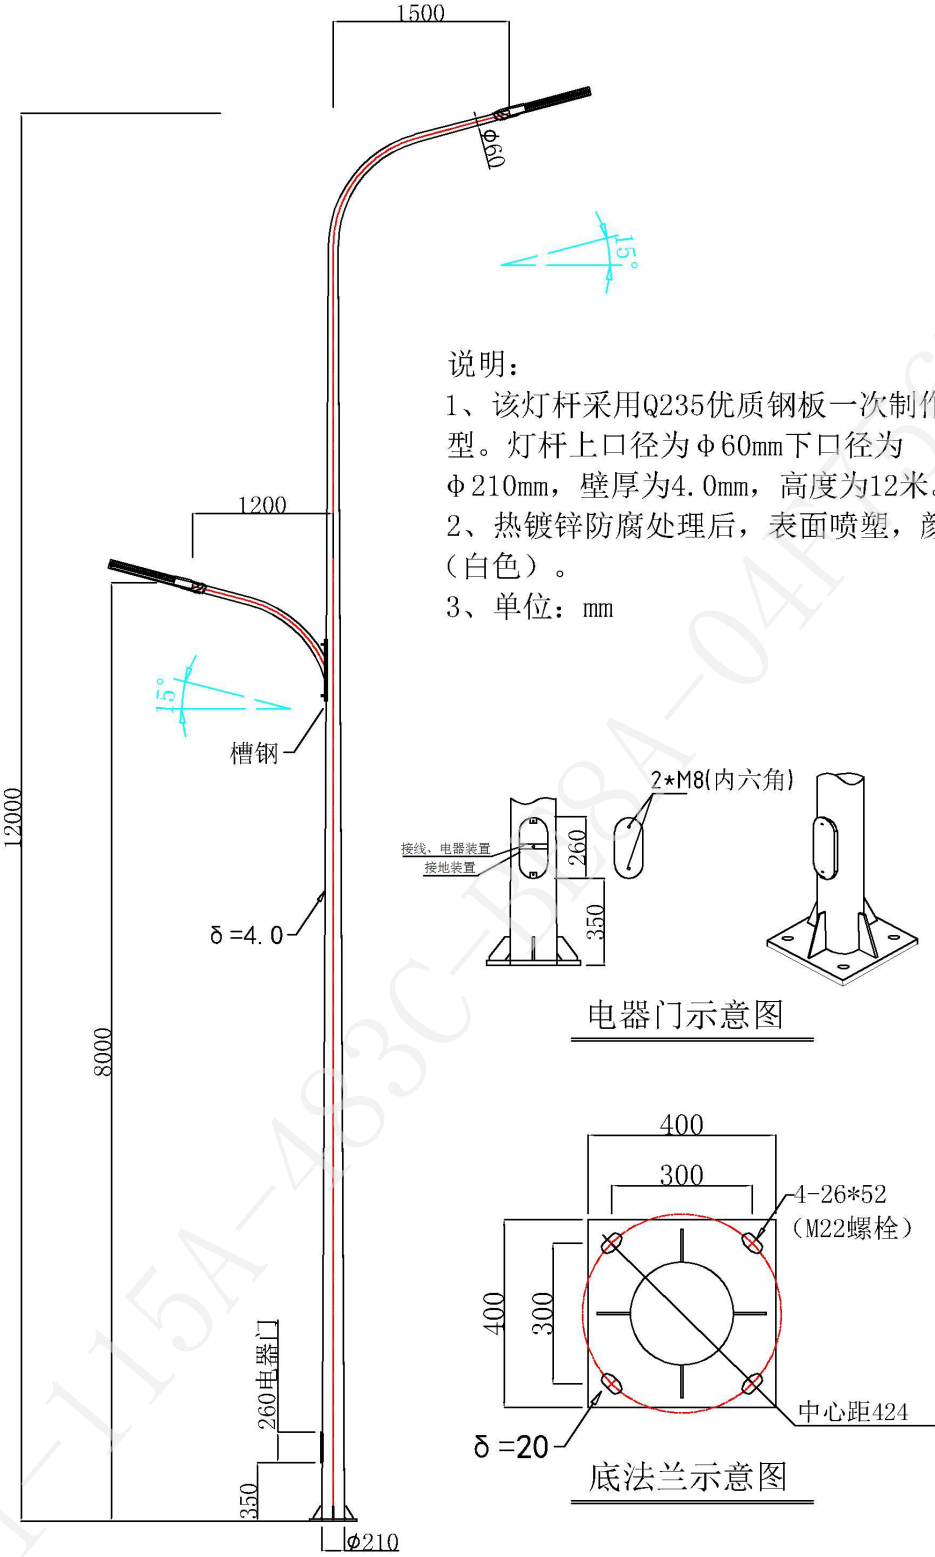 1500
Φ60
15°
说明：
1、该灯杆采用Q235优质钢板一次制作
型。灯杆上口径为Φ60mm下口径为
Φ210mm，壁厚为4.0mm，高度为12米。
2、热镀锌防腐处理后，表面喷塑，颜
（白色）。
3、单位：mm
1200
15°
槽钢
12000
8000
δ=4.0
2*M8(内六角)
接线、电器装置
接地装置
260
350
电器门示意图
400
300
4-26*52
（M22螺栓）
400
300
中心距424
δ=20
底法兰示意图
260电器门
350
ϕ210
-115A-483C-BE8A-04F